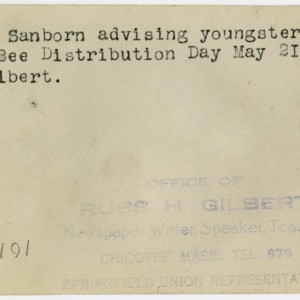 Sanborn advising youngster
Bee Distribution Day May 21
lbert.
OFFICE OF
RUSS H. GILBERT
Newspaper Writer, Speaker, Teac
CHICOPEE MASS. TEL. 879
SPRINGFIELD UNION REPRESENTA
191